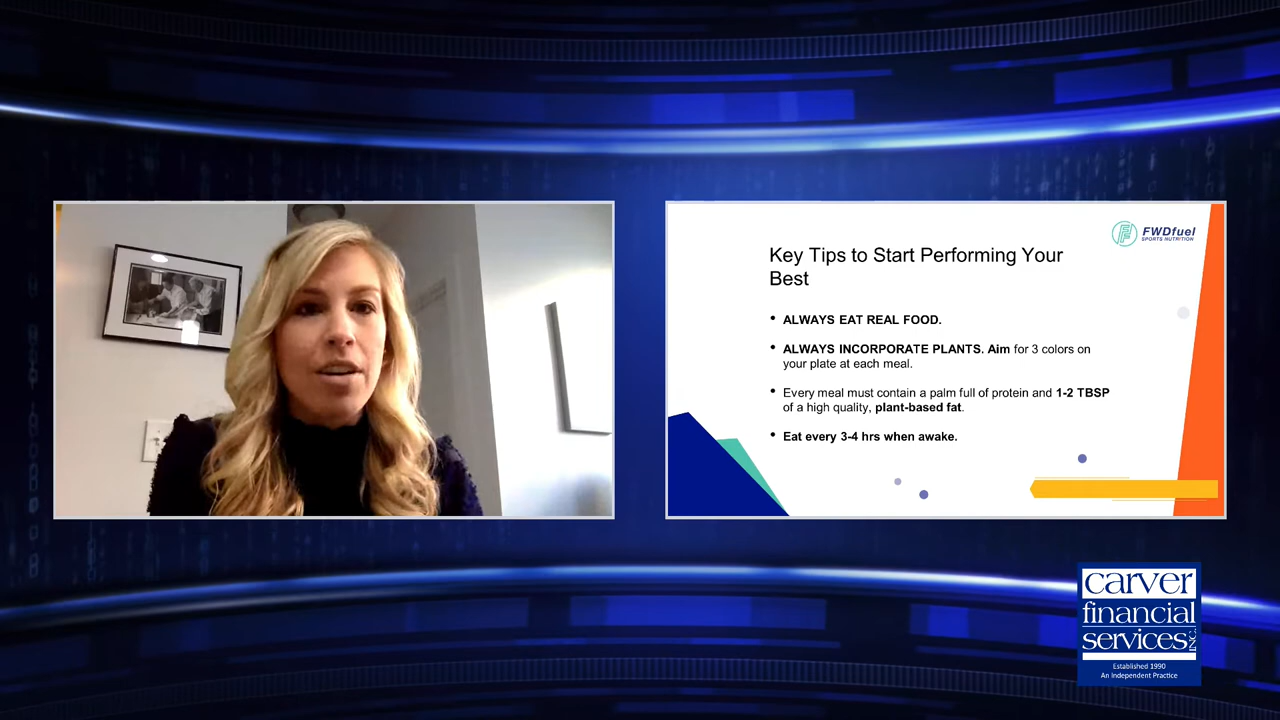 FWDfuel
SPORTS NUTRITION
Key Tips to Start Performing Your
Best
• ALWAYS EAT REAL FOOD.
• ALWAYS INCORPORATE PLANTS. Aim for 3 colors on
your plate at each meal.
• Every meal must contain a palm full of protein and 1-2 TBSP
of a high quality, plant-based fat.
• Eat every 3-4 hrs when awake.
carver
financial
services INC.
Established 1990
An Independent Practice